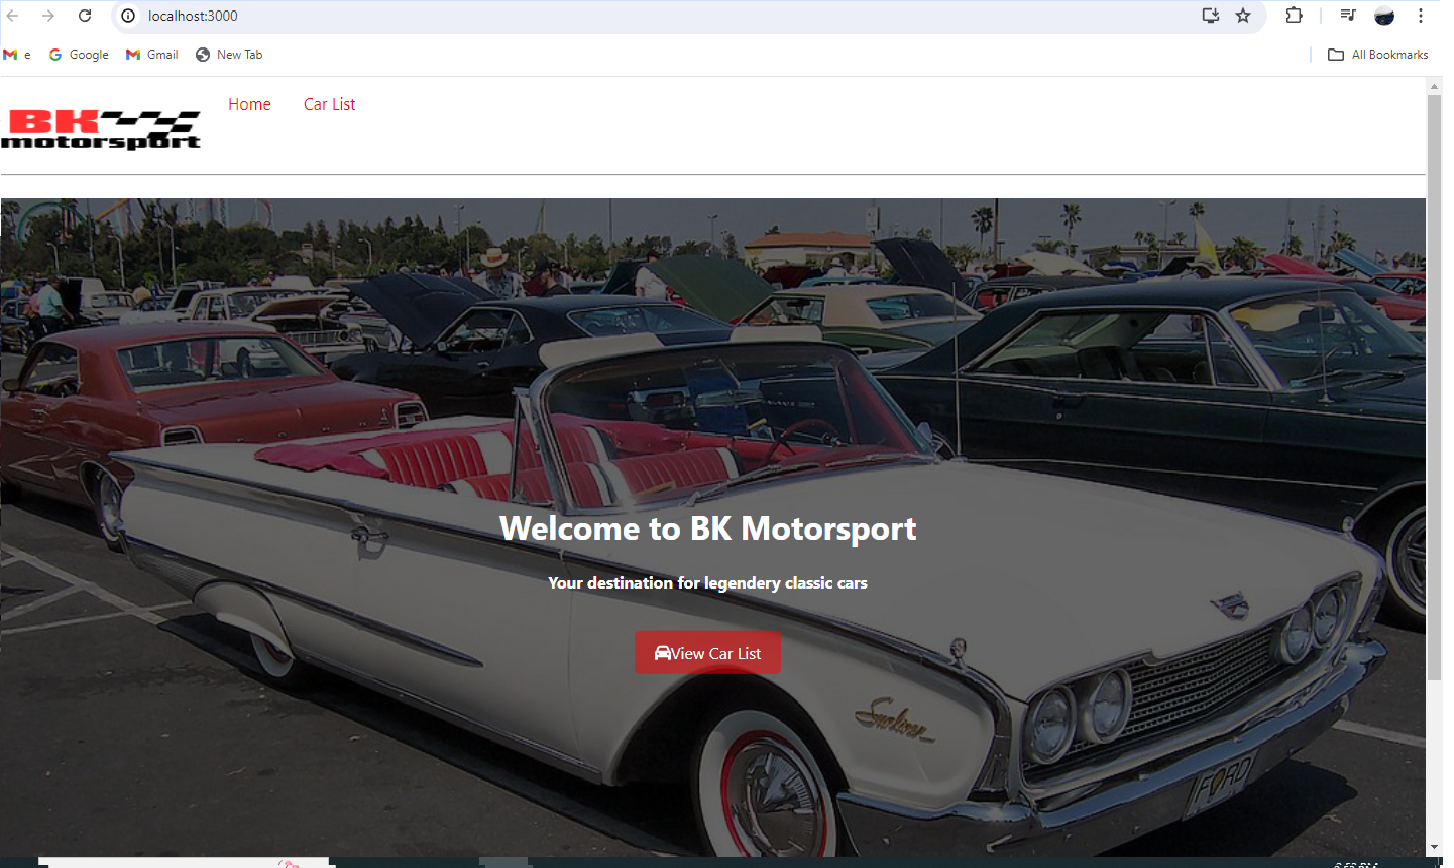 localhost:3000
e Google Gmail New Tab All Bookmarks
BK
motorsport
Home Car List
Welcome to BK Motorsport
Your destination for legendery classic cars
View Car List
Sunliner
FORD